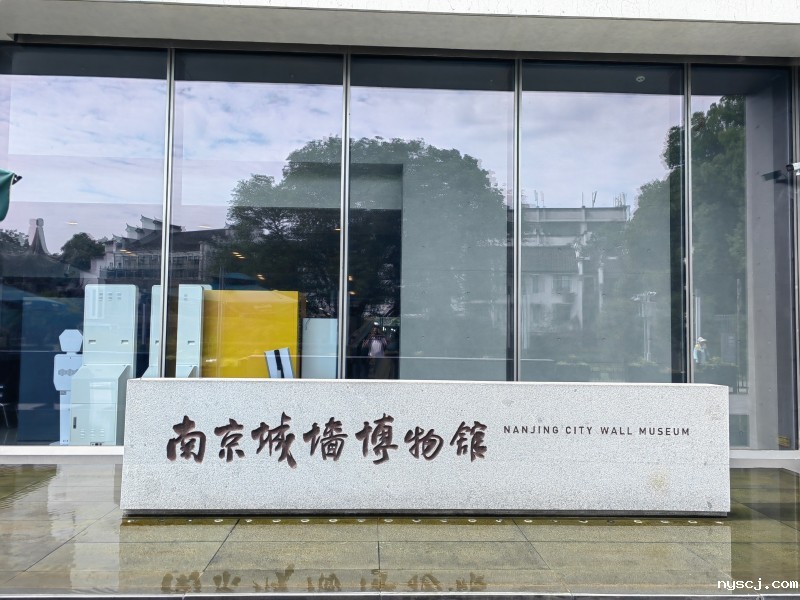 南京城墙博物馆 NANJING CITY WALL MUSEUM
nyscj.com